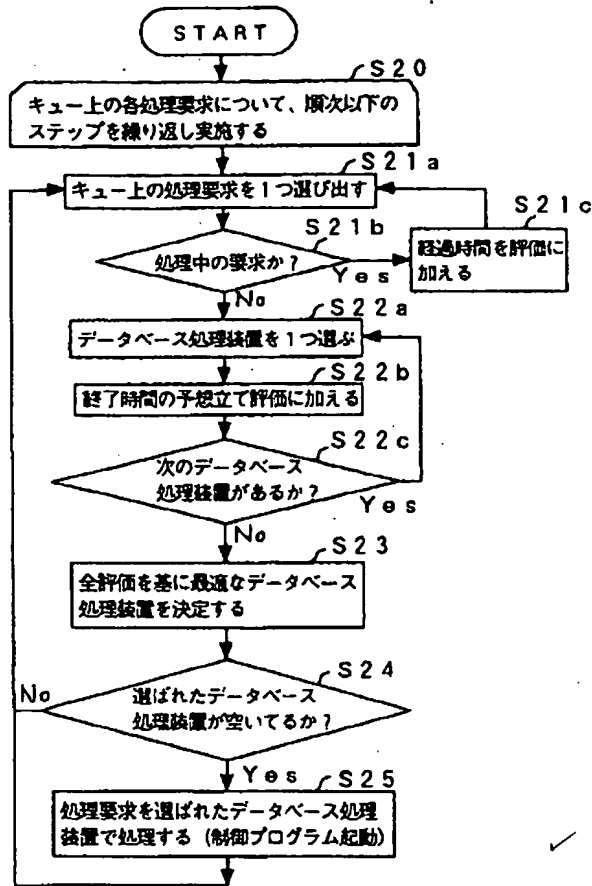 START
S20
キュー上の各処理要求について、順次以下の
ステップを繰り返し実施する
S21a
キュー上の処理要求を1つ選び出す
S21b
処理中の要求か?
Yes
No
S21c
経過時間を評価に
加える
S22a
データベース処理装置を1つ選ぶ
S22b
終了時間の予想立て評価に加える
S22c
次のデータベース
処理装置があるか?
Yes
No
S23
全評価を基に最適なデータベース
処理装置を決定する
S24
選ばれたデータベース
処理装置が空いてるか?
No
Yes
S25
処理要求を選ばれたデータベース処理
装置で処理する(制御プログラム起動)